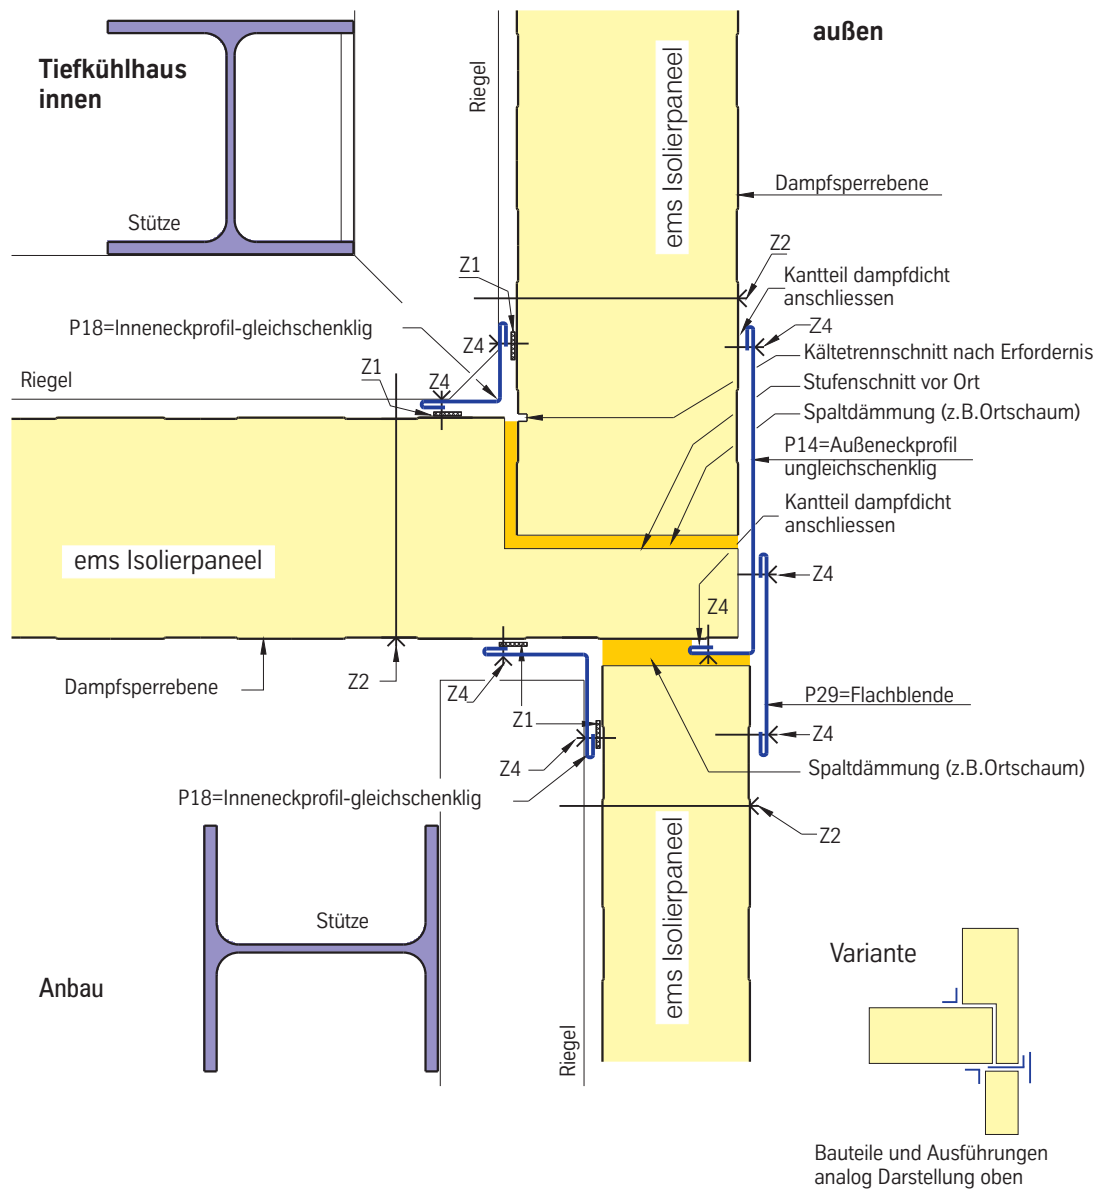 außen
Tiefkühlhaus
innen
Riegel
ems Isolierpaneel
Dampfsperrebene
Stütze
Z2
Z1
Kantteil dampfdicht
anschliessen
P18=Inneneckprofil-gleichschenklig
Z4
Z4
Kältetrennschnitt nach Erfordernis
Riegel
Z1
Z4
Stufenschnitt vor Ort
Spaltdämmung (z.B.Ortschaum)
P14=Außeneckprofil
ungleichschenklig
Kantteil dampfdicht
anschliessen
ems Isolierpaneel
Z4
Z4
Dampfsperrebene
Z2
Z4
P29=Flachblende
Z1
Z4
Z4
Spaltdämmung (z.B.Ortschaum)
P18=Inneneckprofil-gleichschenklig
Z2
ems Isolierpaneel
Stütze
Variante
Anbau
Riegel
Bauteile und Ausführungen
analog Darstellung oben